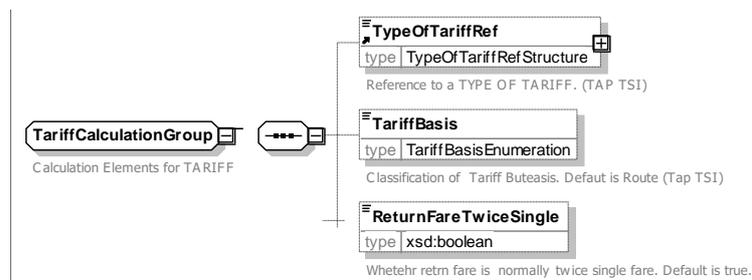 TypeOfTariffRef
type TypeOfTariffRefStructure
Reference to a TYPE OF TARIFF. (TAP TSI)
TariffCalculationGroup
Calculation Elements for TARIFF
TariffBasis
type TariffBasisEnumeration
Classification of Tariff Buteasis. Defaut is Route (Tap TSI)
ReturnFareTwiceSingle
type xsd:boolean
Whetehr retrn fare is normally twice single fare. Default is true.